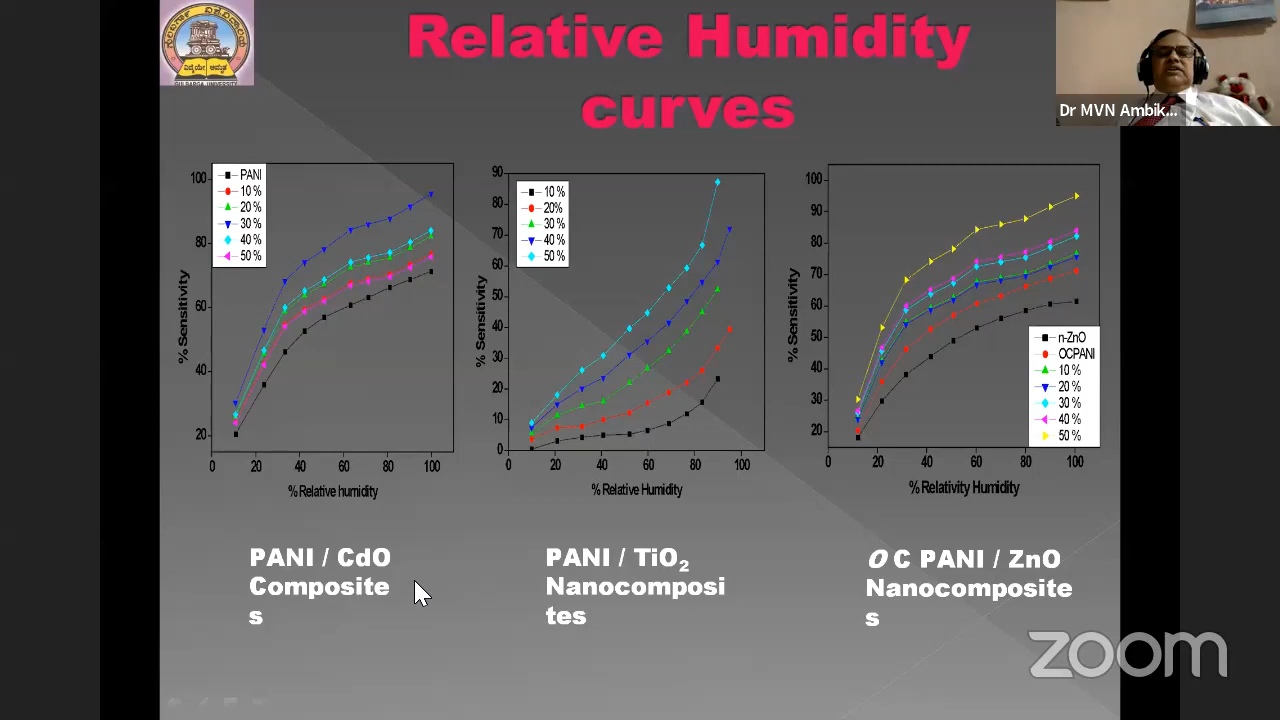 Relative Humidity
curves
ವಿದ್ಯೆಯೇ ಅಮೃತ
GULBARGA UNIVERSITY
Dr MVN Ambik...
100
80
60
40
20
% Sensitivity
PANI
10 %
20 %
30 %
40 %
50 %
0 20 40 60 80 100
% Relative humidity
90
80
70
60
50
40
30
20
10
0
% Sensitivity
10 %
20%
30 %
40 %
50 %
0 20 40 60 80 100
% Relative Humidity
100
90
80
70
60
50
40
30
20
% Sensitivity
n-ZnO
OCPANI
10 %
20 %
30 %
40 %
50 %
0 20 40 60 80 100
% Relativity Humidity
PANI / CdO
Composite
s
PANI / TiO₂
Nanocomposi
tes
O C PANI / ZnO
Nanocomposite
s
zoom